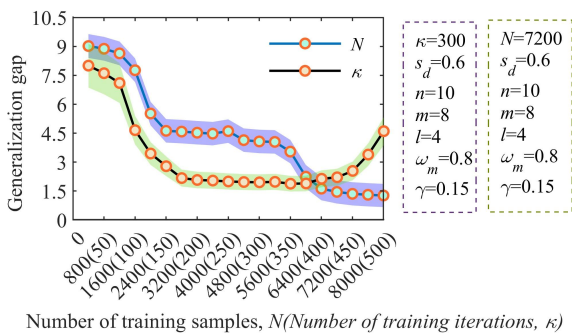 10.5
9
7.5
6
4.5
3
1.5
0
Generalization gap
N
κ
0
800(50)
1600(100)
2400(150)
3200(200)
4000(250)
4800(300)
5600(350)
6400(400)
7200(450)
8000(500)
Number of training samples, N(Number of training iterations, κ)
κ=300
s_d=0.6
n=10
m=8
l=4
ω_m=0.8
γ=0.15
N=7200
s_d=0.6
n=10
m=8
l=4
ω_m=0.8
γ=0.15